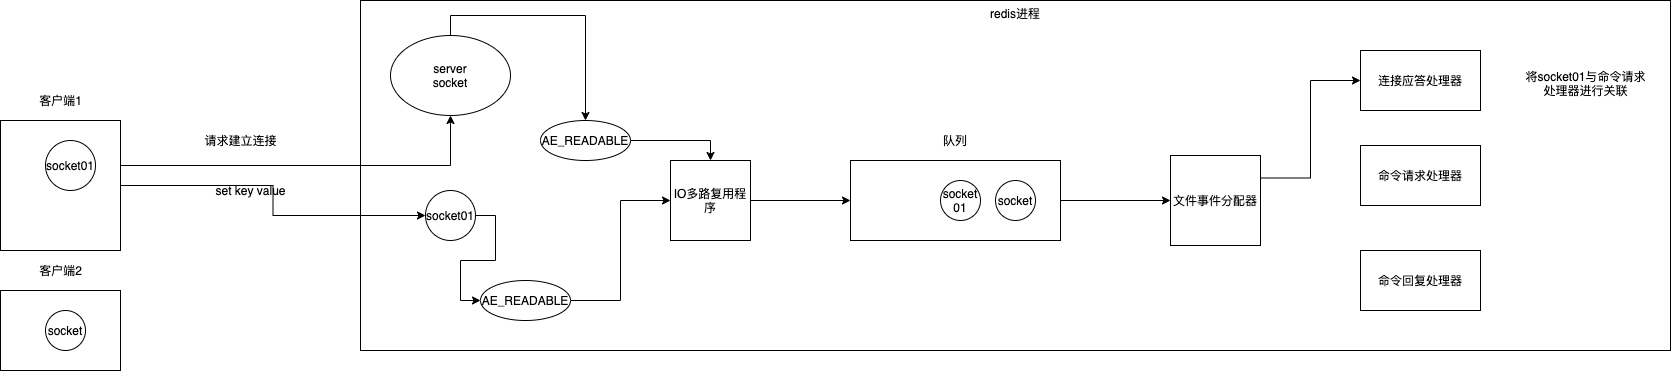 redis进程
server
socket
连接应答处理器
将socket01与命令请求
处理器进行关联
客户端1
请求建立连接
AE_READABLE
队列
socket01
命令请求处理器
set key value
IO多路复用程
序
socket
01
socket
文件事件分配器
socket01
客户端2
命令回复处理器
AE_READABLE
socket